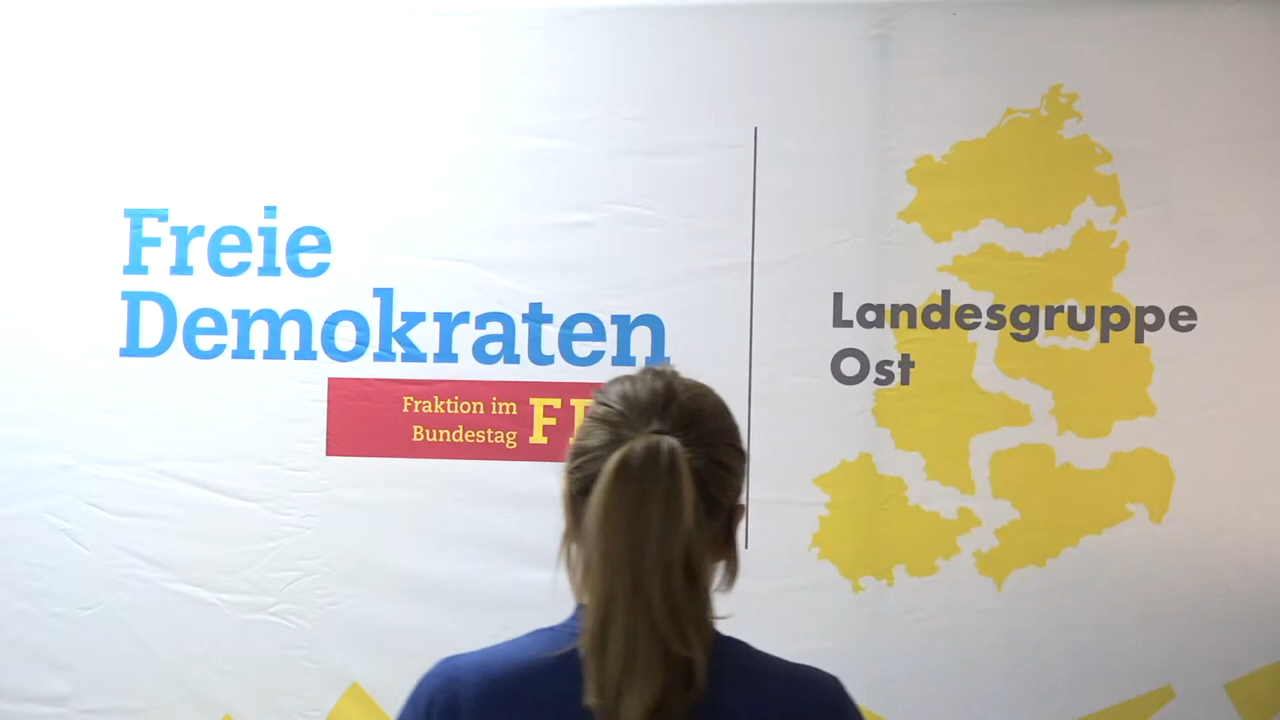 Freie
Demokraten
Fraktion im
Bundestag
F
Landesgruppe
Ost